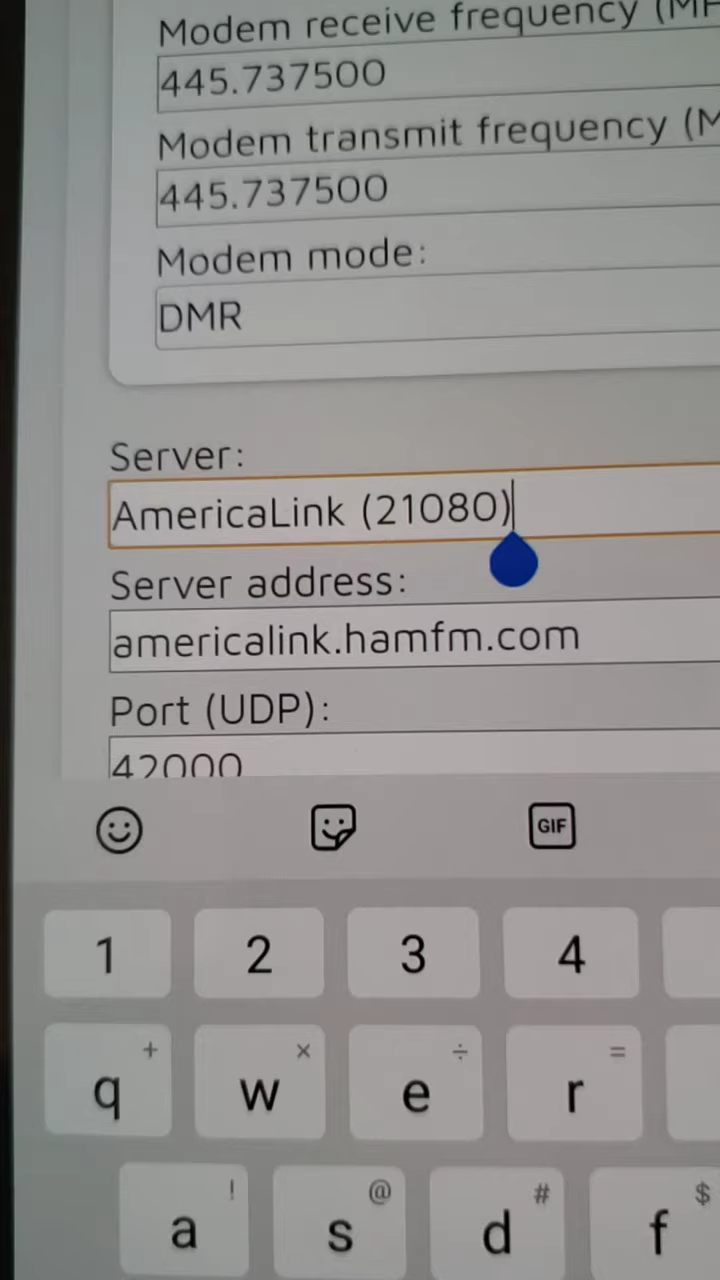 Modem receive frequency (MH
445.737500
Modem transmit frequency (M
445.737500
Modem mode:
DMR
Server:
AmericaLink (21080)
Server address:
americalink.hamfm.com
Port (UDP):
42000
GIF
1 2 3 4
+ × ÷ =
q w e r
! @ # $
a s d f